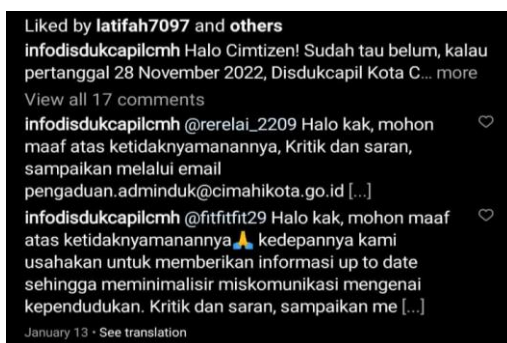 Liked by latifah7097 and others
infodisdukcapilcmh Halo Cimtizen! Sudah tau belum, kalau
pertanggal 28 November 2022, Disdukcapil Kota C... more
View all 17 comments
infodisdukcapilcmh @rerelai_2209 Halo kak, mohon
maaf atas ketidaknyamanannya, Kritik dan saran,
sampaikan melalui email
pengaduan.adminduk@cimahikota.go.id [...]
infodisdukcapilcmh @fitfitfit29 Halo kak, mohon maaf
atas ketidaknyamanannya🙏 kedepannya kami
usahakan untuk memberikan informasi up to date
sehingga meminimalisir miskomunikasi mengenai
kependudukan. Kritik dan saran, sampaikan me [...]
January 13 • See translation